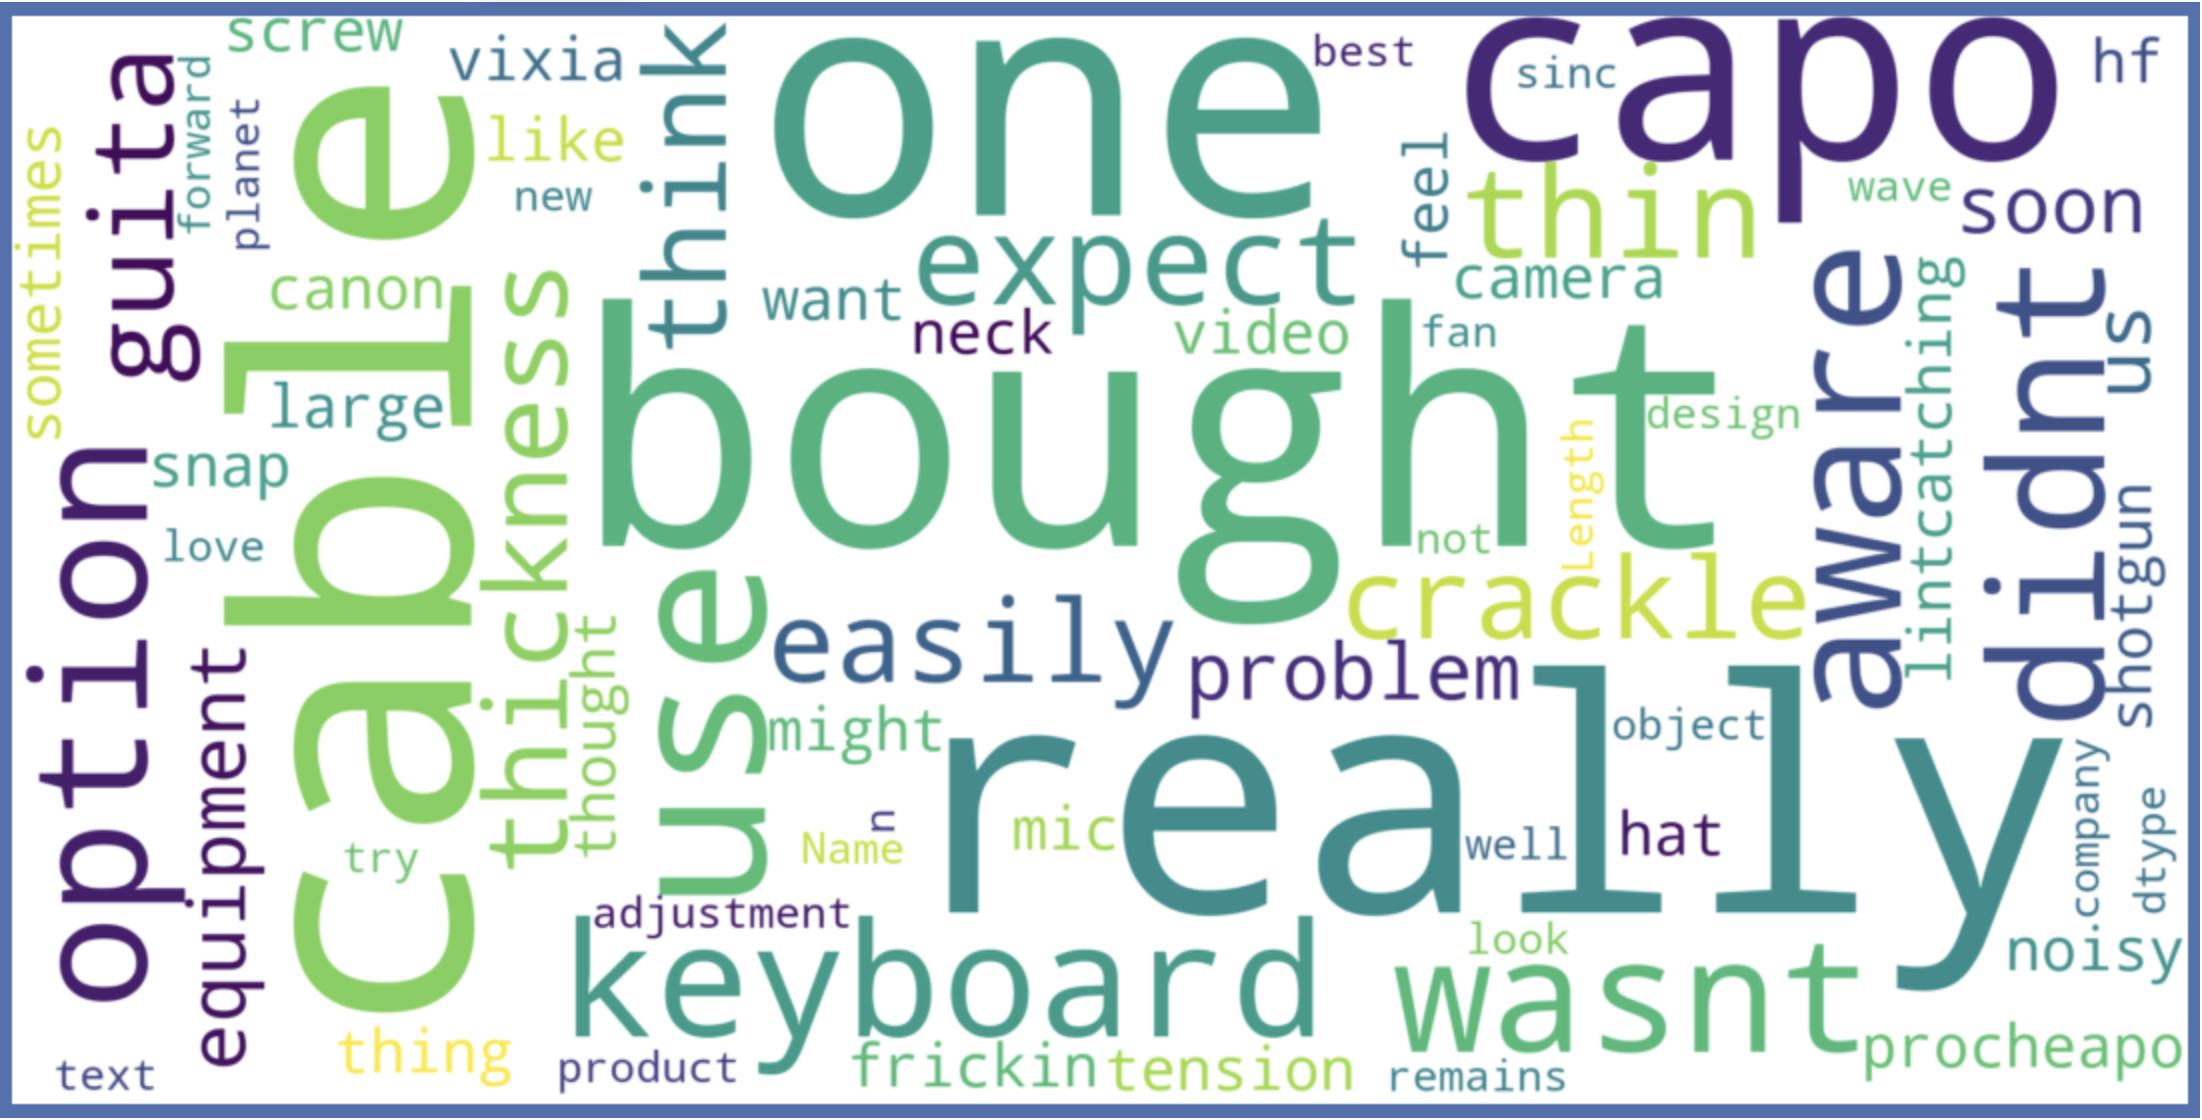 screw
vixia
think
one
best
capo
sinc
hf
guita
forward
planet
sometimes
cable
like
new
feel
thin
wave
soon
canon
want
expect
camera
neck
video
fan
aware
lintcatching
didnt
us
large
thickness
bought
design
option
snap
love
not
Length
crackle
shotgun
use
easily
problem
thought
might
really
object
equipment
try
n
Name
mic
well
hat
company
dtype
adjustment
keyboard
look
wasnt
noisy
text
thing
product
frickin
tension
remains
procheapo